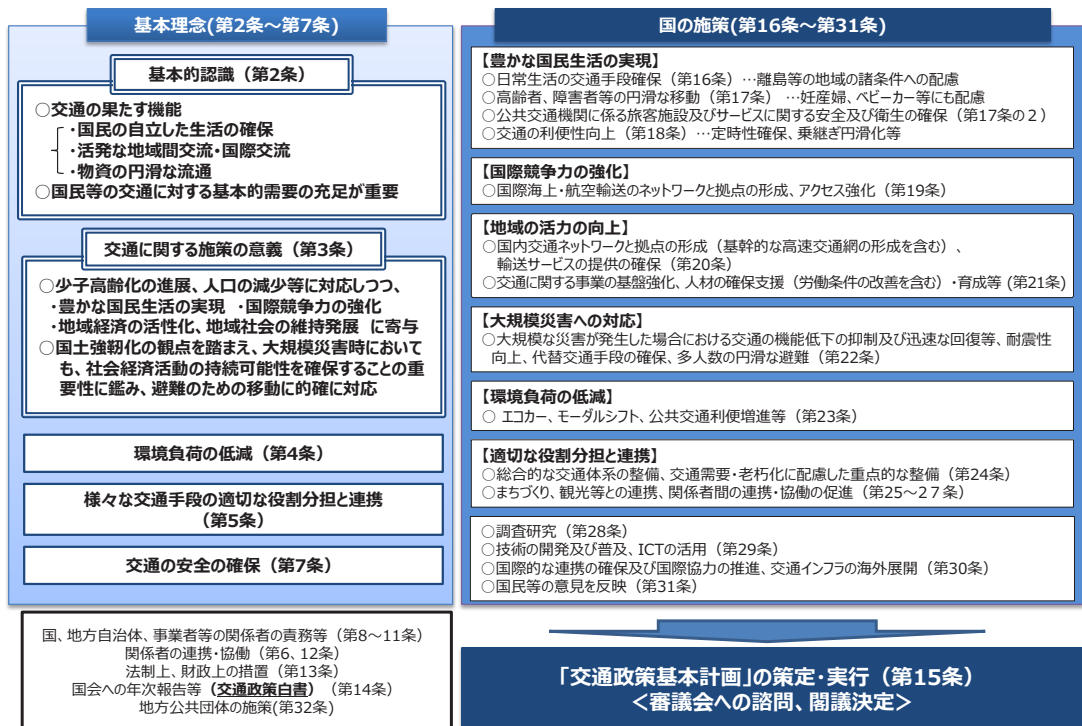 基本理念(第2条～第7条)
基本的認識（第2条）
○交通の果たす機能
・国民の自立した生活の確保
・活発な地域間交流・国際交流
・物資の円滑な流通
○国民等の交通に対する基本的需要の充足が重要
交通に関する施策の意義（第3条）
○少子高齢化の進展、人口の減少等に対応しつつ、
・豊かな国民生活の実現 ・国際競争力の強化
・地域経済の活性化、地域社会の維持発展 に寄与
○国土強靱化の観点を踏まえ、大規模災害時において
も、社会経済活動の持続可能性を確保することの重
要性に鑑み、避難のための移動に的確に対応
環境負荷の低減（第4条）
様々な交通手段の適切な役割分担と連携
（第5条）
交通の安全の確保（第7条）
国、地方自治体、事業者等の関係者の責務等（第8～11条）
関係者の連携・協働（第6、12条）
法制上、財政上の措置（第13条）
国会への年次報告等（交通政策白書）（第14条）
地方公共団体の施策(第32条)
国の施策(第16条～第31条)
【豊かな国民生活の実現】
○日常生活の交通手段確保（第16条）…離島等の地域の諸条件への配慮
○高齢者、障害者等の円滑な移動（第17条） …妊産婦、ベビーカー等にも配慮
○公共交通機関に係る旅客施設及びサービスに関する安全及び衛生の確保（第17条の２）
○交通の利便性向上（第18条）…定時性確保、乗継ぎ円滑化等
【国際競争力の強化】
○国際海上・航空輸送のネットワークと拠点の形成、アクセス強化（第19条）
【地域の活力の向上】
○国内交通ネットワークと拠点の形成（基幹的な高速交通網の形成を含む）、
輸送サービスの提供の確保（第20条）
○交通に関する事業の基盤強化、人材の確保支援（労働条件の改善を含む）・育成等 (第21条)
【大規模災害への対応】
○大規模な災害が発生した場合における交通の機能低下の抑制及び迅速な回復等、耐震性
向上、代替交通手段の確保、多人数の円滑な避難（第22条）
【環境負荷の低減】
○ エコカー、モーダルシフト、公共交通利便増進等（第23条）
【適切な役割分担と連携】
○総合的な交通体系の整備、交通需要・老朽化に配慮した重点的な整備（第24条）
○まちづくり、観光等との連携、関係者間の連携・協働の促進（第25～２７条）
○調査研究（第28条）
○技術の開発及び普及、ICTの活用（第29条）
○国際的な連携の確保及び国際協力の推進、交通インフラの海外展開（第30条）
○国民等の意見を反映（第31条）
「交通政策基本計画」の策定・実行（第15条）
＜審議会への諮問、閣議決定＞